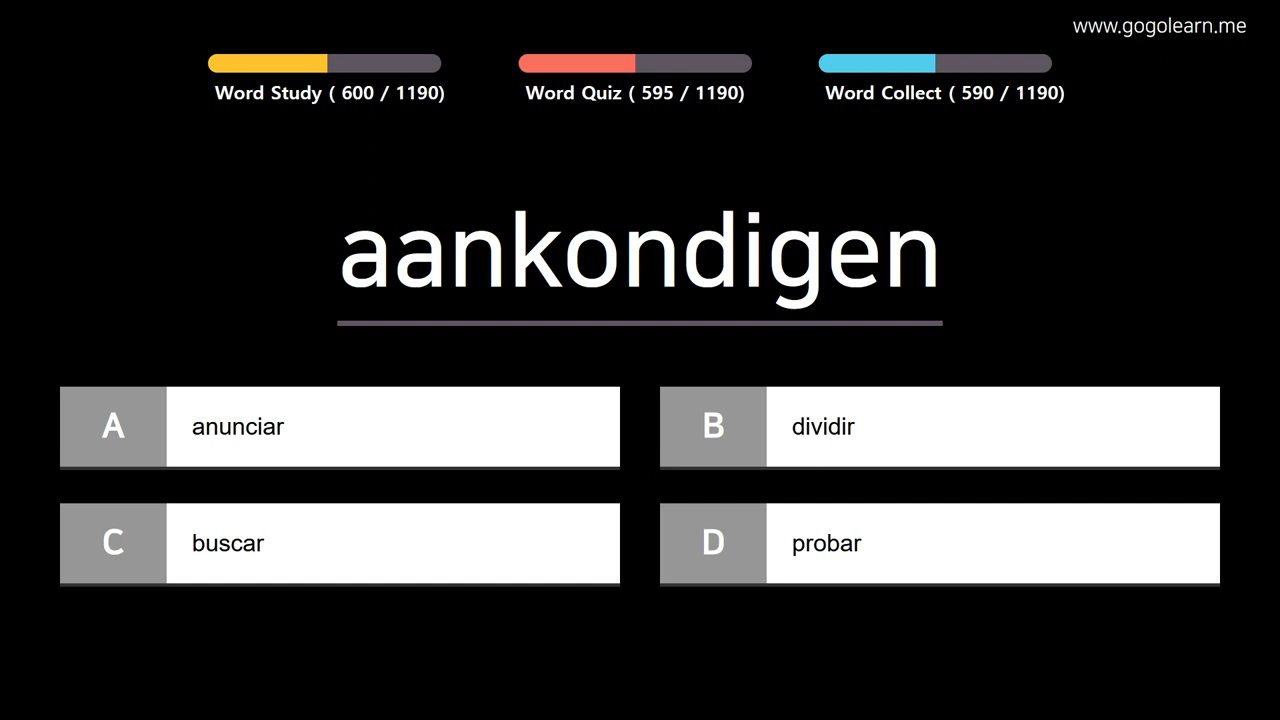 www.gogolearn.me
Word Study ( 600 / 1190)
Word Quiz ( 595 / 1190)
Word Collect ( 590 / 1190)
aankondigen
A anunciar
B dividir
C buscar
D probar